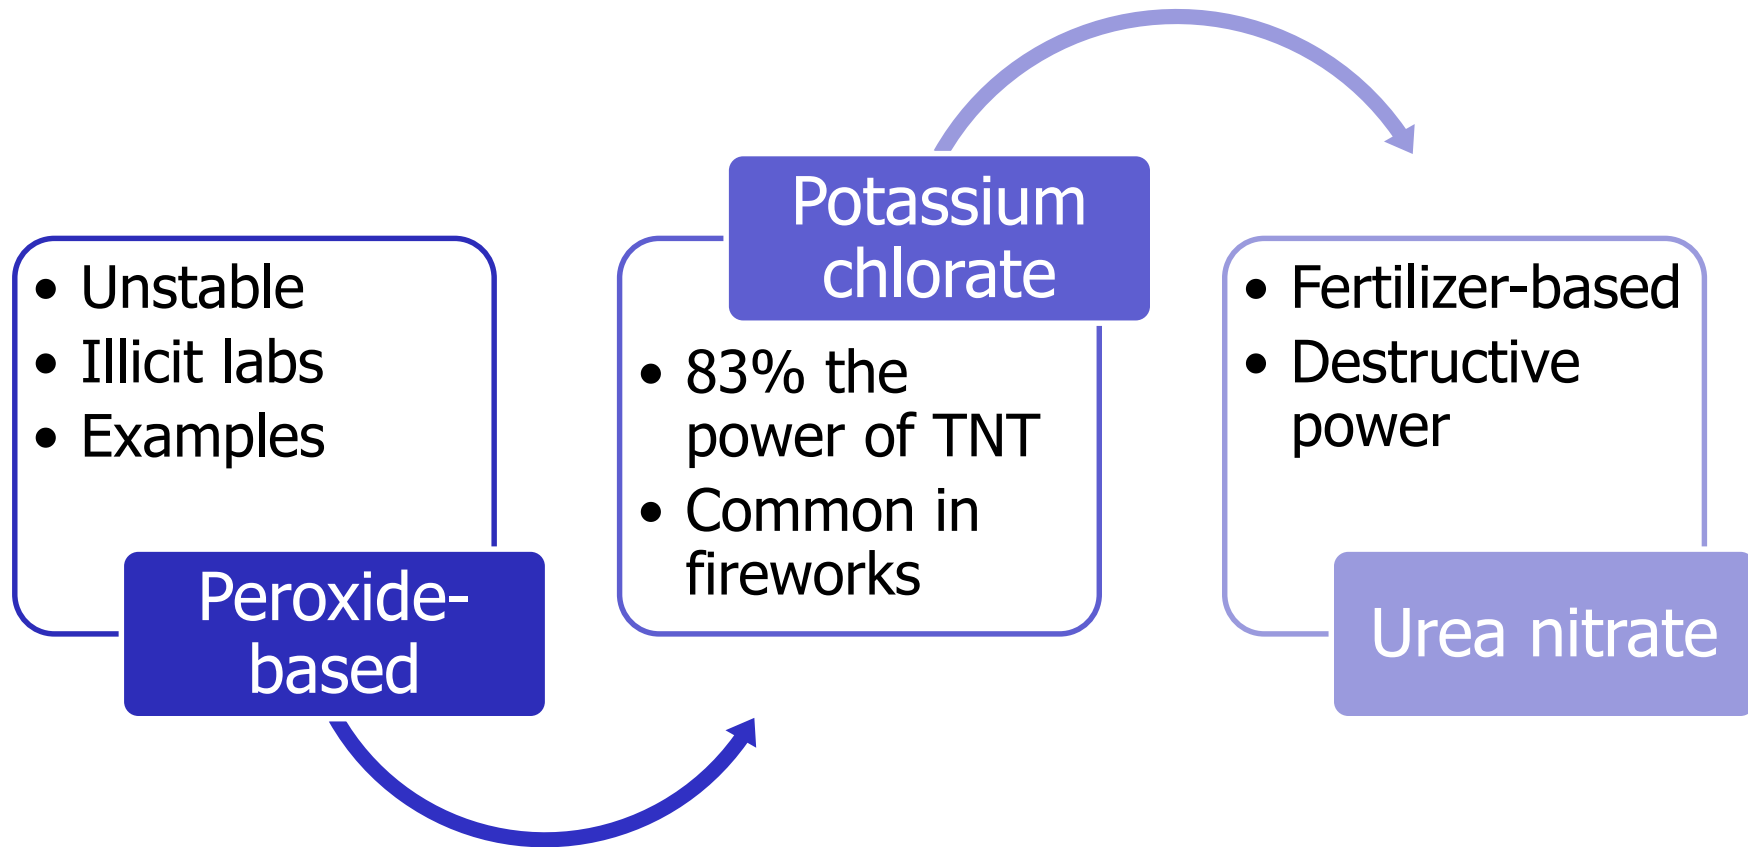 • Unstable
• Illicit labs
• Examples
Peroxide-
based
Potassium
chlorate
• 83% the
power of TNT
• Common in
fireworks
• Fertilizer-based
• Destructive
power
Urea nitrate